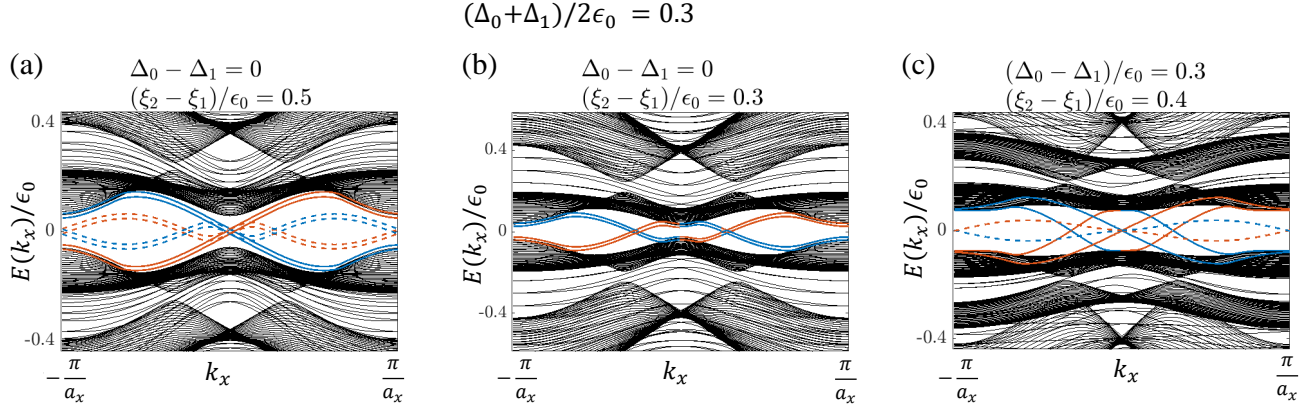 (Δ₀+Δ₁)/2ϵ₀ = 0.3
(a)
Δ₀ − Δ₁ = 0
(ξ₂ − ξ₁)/ϵ₀ = 0.5
E(kₓ)/ϵ₀
0.4
0
-0.4
−π/aₓ
kₓ
π/aₓ
(b)
Δ₀ − Δ₁ = 0
(ξ₂ − ξ₁)/ϵ₀ = 0.3
E(kₓ)/ϵ₀
0.4
0
-0.4
−π/aₓ
kₓ
π/aₓ
(c)
(Δ₀ − Δ₁)/ϵ₀ = 0.3
(ξ₂ − ξ₁)/ϵ₀ = 0.4
E(kₓ)/ϵ₀
0.4
0
-0.4
−π/aₓ
kₓ
π/aₓ